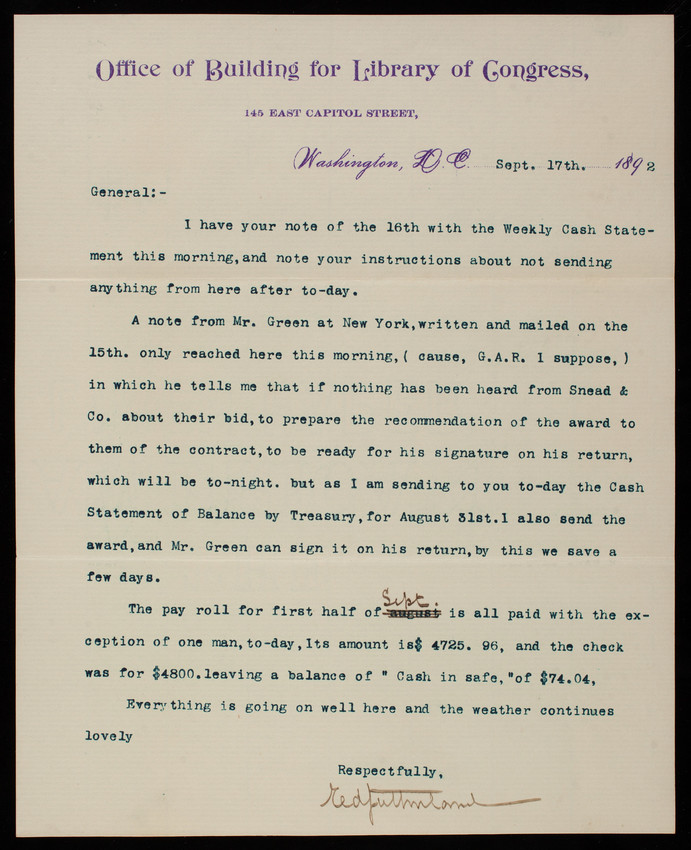 Office of Building for Library of Congress,
145 EAST CAPITOL STREET,
Washington, D.C. Sept. 17th. 1892
General:-
I have your note of the 16th with the Weekly Cash State-
ment this morning,and note your instructions about not sending
anything from here after to-day.
A note from Mr. Green at New York,written and mailed on the
15th. only reached here this morning,( cause, G.A.R. I suppose, )
in which he tells me that if nothing has been heard from Snead &
Co. about their bid,to prepare the recommendation of the award to
them of the contract,to be ready for his signature on his return,
which will be to-night. but as I am sending to you to-day the Cash
Statement of Balance by Treasury,for August 31st.I also send the
award,and Mr. Green can sign it on his return,by this we save a
few days.
Sept.
The pay roll for first half of august is all paid with the ex-
ception of one man,to-day,Its amount is$ 4725. 96, and the check
was for $4800.leaving a balance of " Cash in safe,"of $74.04,
Everything is going on well here and the weather continues
lovely
Respectfully,